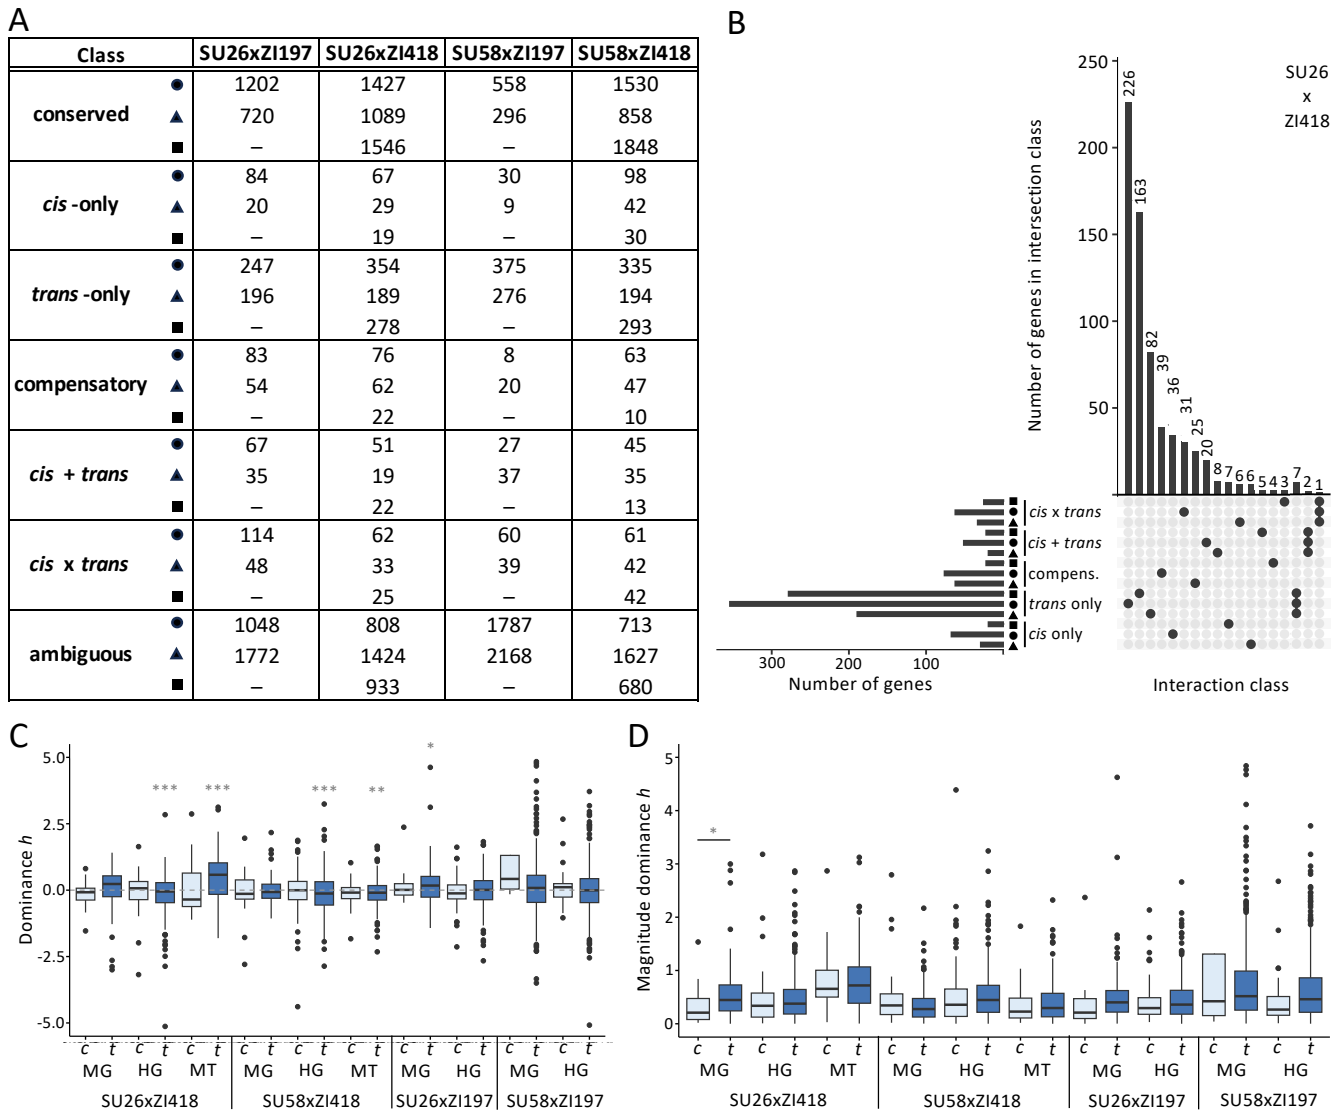 A
Class SU26xZI197 SU26xZI418 SU58xZI197 SU58xZI418
● 1202 1427 558 1530
conserved ▲ 720 1089 296 858
■ – 1546 – 1848
● 84 67 30 98
cis -only ▲ 20 29 9 42
■ – 19 – 30
● 247 354 375 335
trans -only ▲ 196 189 276 194
■ – 278 – 293
● 83 76 8 63
compensatory ▲ 54 62 20 47
■ – 22 – 10
● 67 51 27 45
cis + trans ▲ 35 19 37 35
■ – 22 – 13
● 114 62 60 61
cis x trans ▲ 48 33 39 42
■ – 25 – 42
● 1048 808 1787 713
ambiguous ▲ 1772 1424 2168 1627
■ – 933 – 680
B
SU26
x
ZI418
Number of genes in intersection class
250
200
150
100
50
226 163 82 39 36 31 25 20 8 7 6 6 5 4 3 7 2 1
cis x trans
cis + trans
compens.
trans only
cis only
300 200 100
Number of genes
Interaction class
C
Dominance h
5.0
2.5
0.0
-2.5
-5.0
*** *** *** ** *
c t c t c t c t c t c t c t c t c t c t
MG HG MT MG HG MT MG HG MG HG
SU26xZI418 SU58xZI418 SU26xZI197 SU58xZI197
D
Magnitude dominance h
5
4
3
2
1
0
*
c t c t c t c t c t c t c t c t c t c t
MG HG MT MG HG MT MG HG MG HG
SU26xZI418 SU58xZI418 SU26xZI197 SU58xZI197